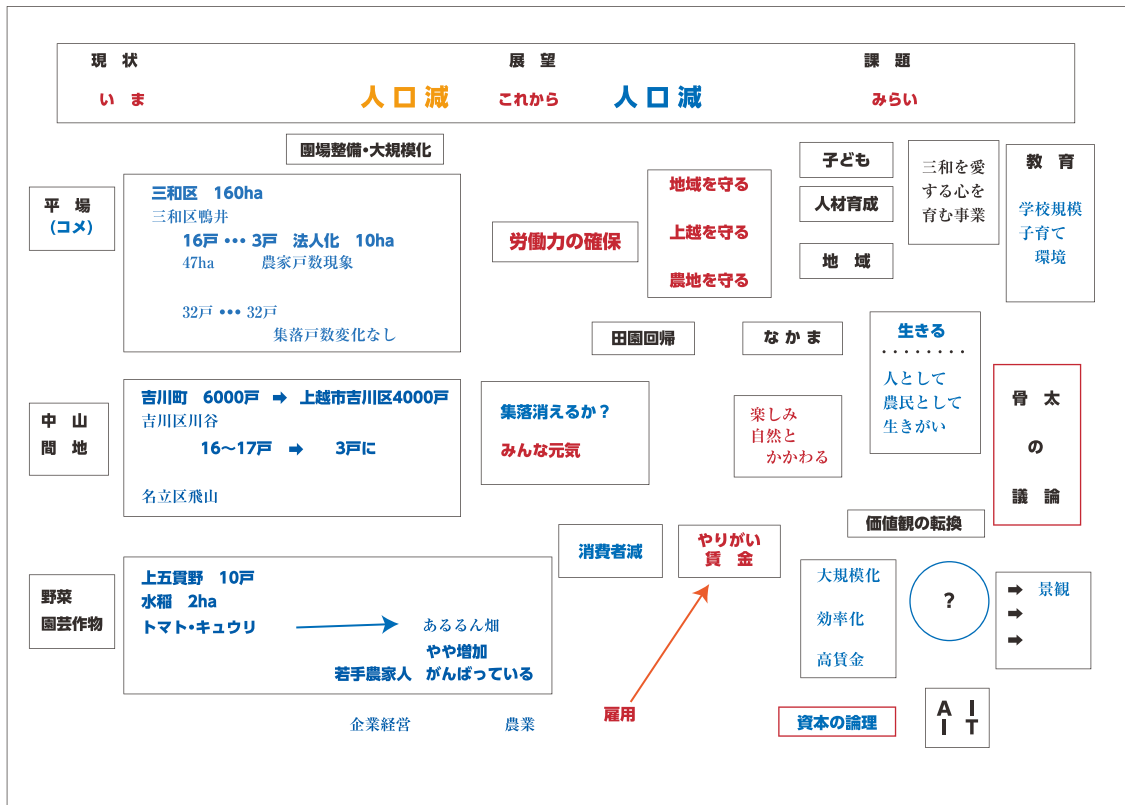 現 状
展 望
課 題
い ま
人 口 減
これから
人 口 減
みらい
圃場整備・大規模化
平 場
(コメ)
三和区 160ha
三和区鴨井
16戸 ••• 3戸 法人化 10ha
47ha 農家戸数現象
32戸 ••• 32戸
集落戸数変化なし
労働力の確保
地域を守る
上越を守る
農地を守る
子ども
人材育成
地 域
三和を愛
する心を
育む事業
教 育
学校規模
子育て
環境
田園回帰
な か ま
生きる
・・・・・・・・
人として
農民として
生きがい
中 山
間 地
吉川町 6000戸 ➡ 上越市吉川区4000戸
吉川区川谷
16〜17戸 ➡ 3戸に
名立区飛山
集落消えるか?
みんな元気
楽しみ
自然と
かかわる
骨 太
の
議 論
価値観の転換
野菜
園芸作物
上五貫野 10戸
水稲 2ha
トマト・キュウリ
あるるん畑
やや増加
若手農家人 がんばっている
消費者減
やりがい
賃 金
大規模化
効率化
高賃金
?
➡ 景観
➡
➡
企業経営
農業
雇用
資本の論理
A I
I T